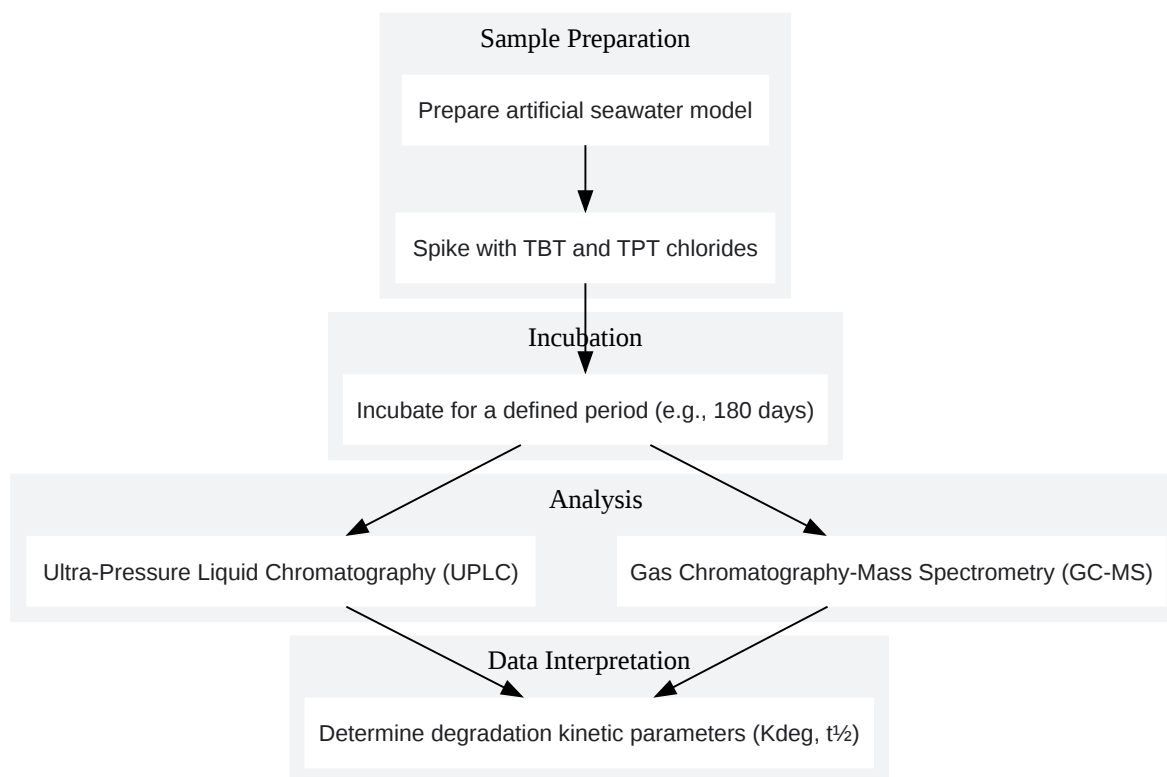 Sample Preparation
Prepare artificial seawater model
Spike with TBT and TPT chlorides
Incubation
Incubate for a defined period (e.g., 180 days)
Analysis
Ultra-Pressure Liquid Chromatography (UPLC)
Gas Chromatography-Mass Spectrometry (GC-MS)
Data Interpretation
Determine degradation kinetic parameters (Kdeg, t½)